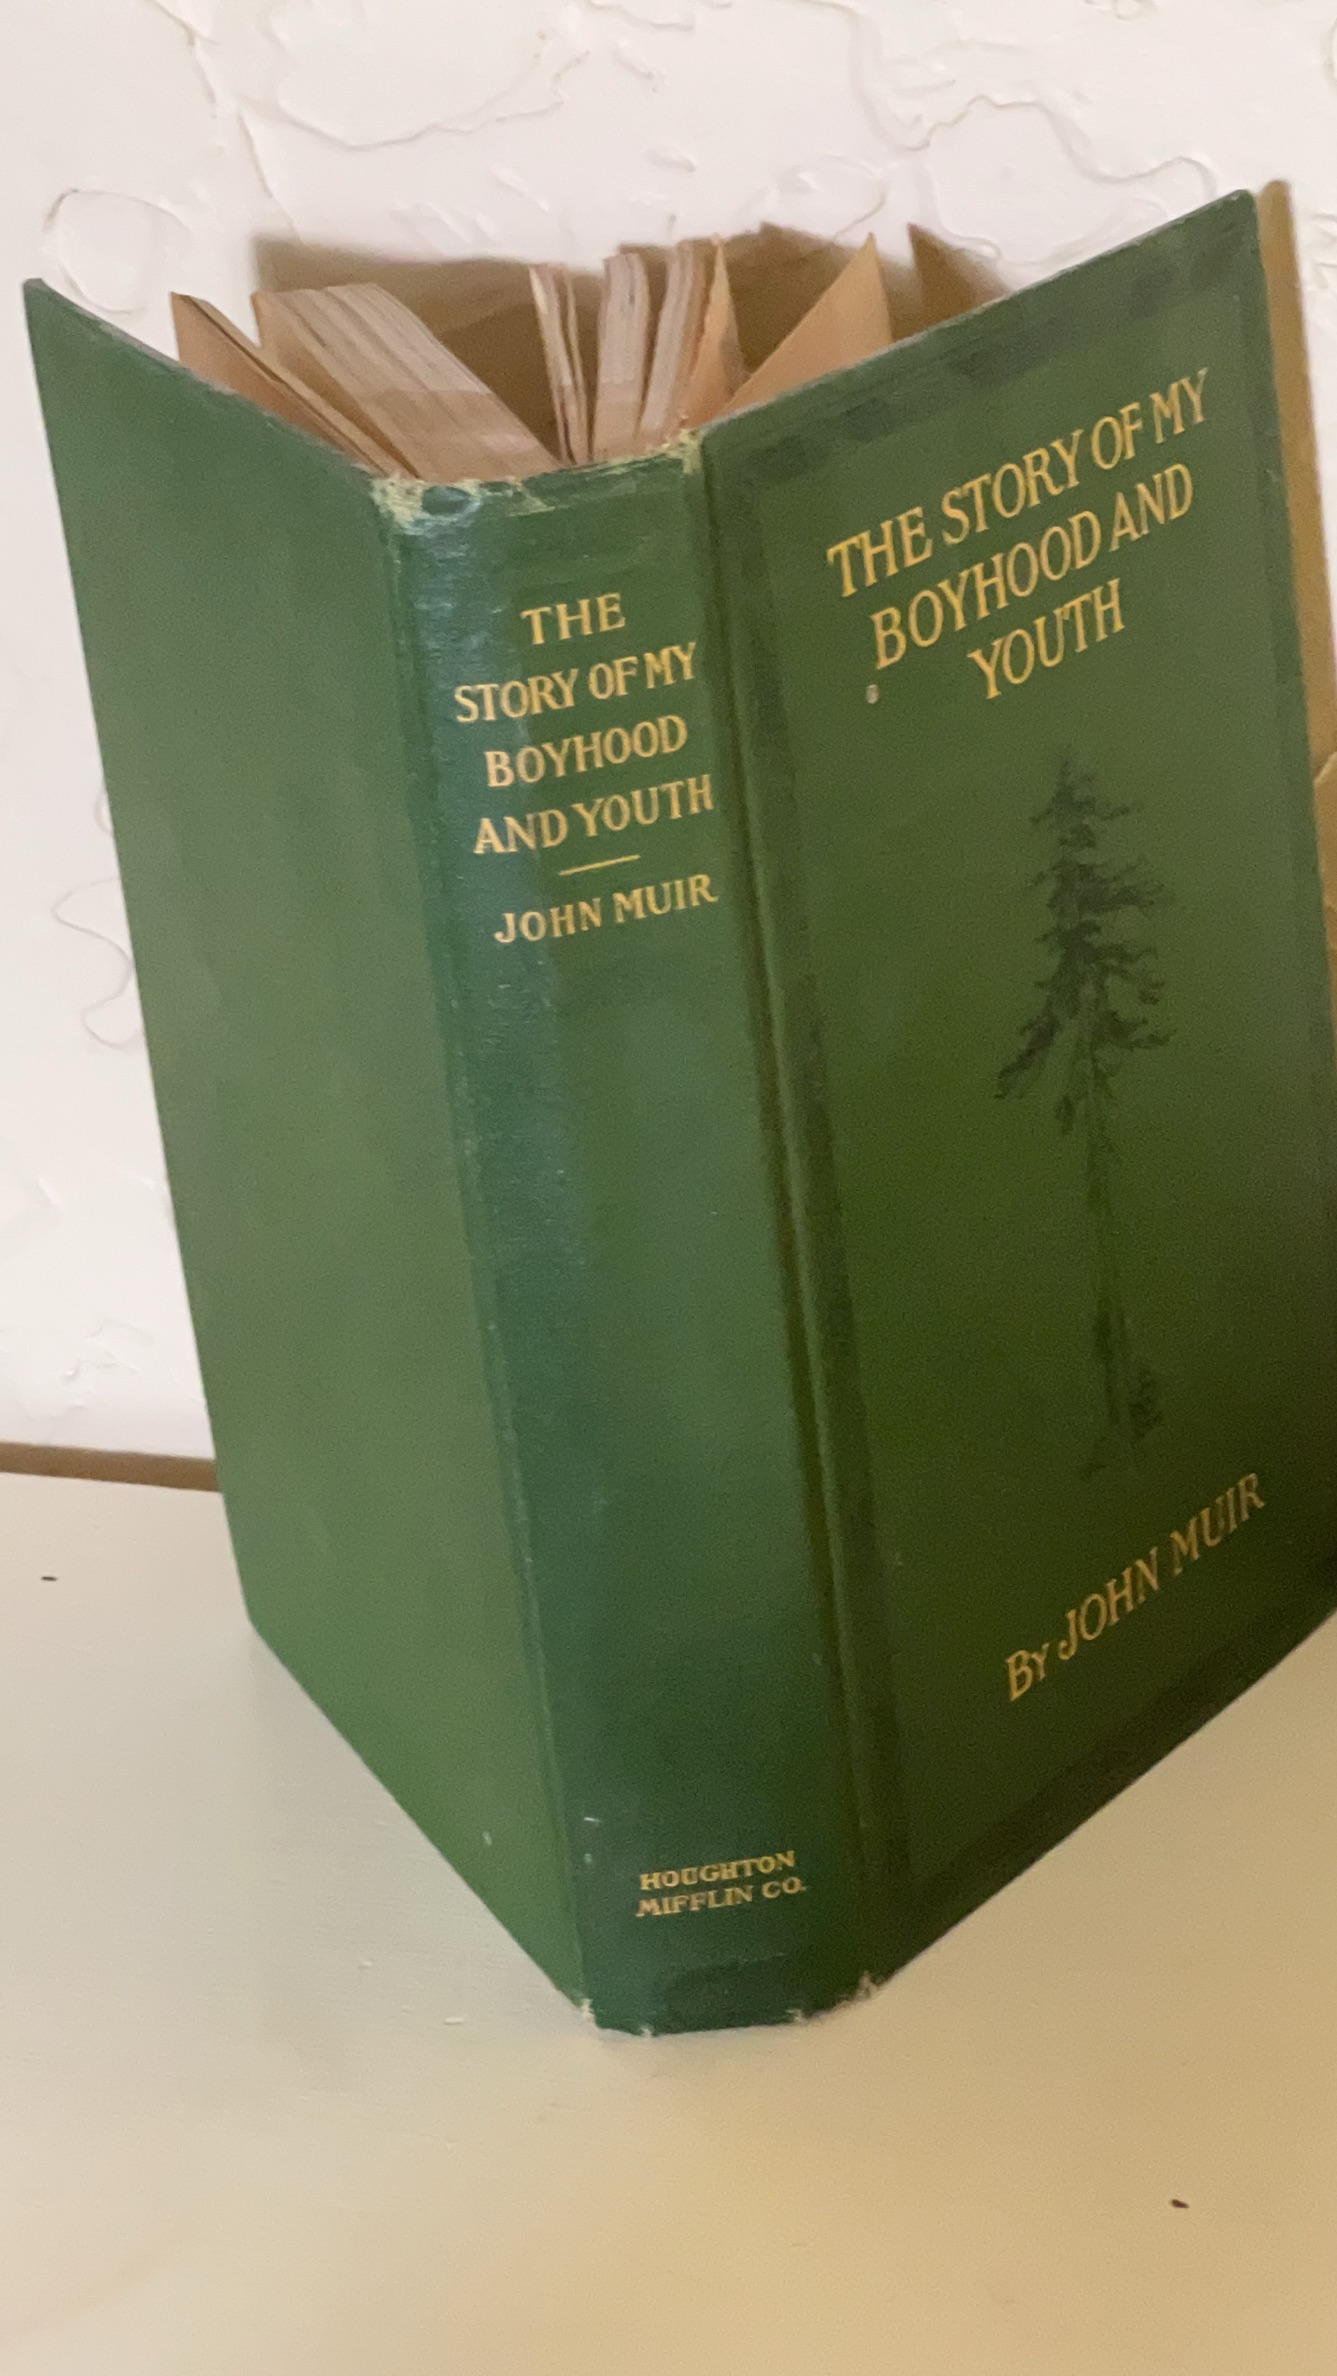 THE
STORY OF MY
BOYHOOD
AND YOUTH
JOHN MUIR
HOUGHTON
MIFFLIN CO.
THE STORY OF MY
BOYHOOD AND
YOUTH
BY JOHN MUIR